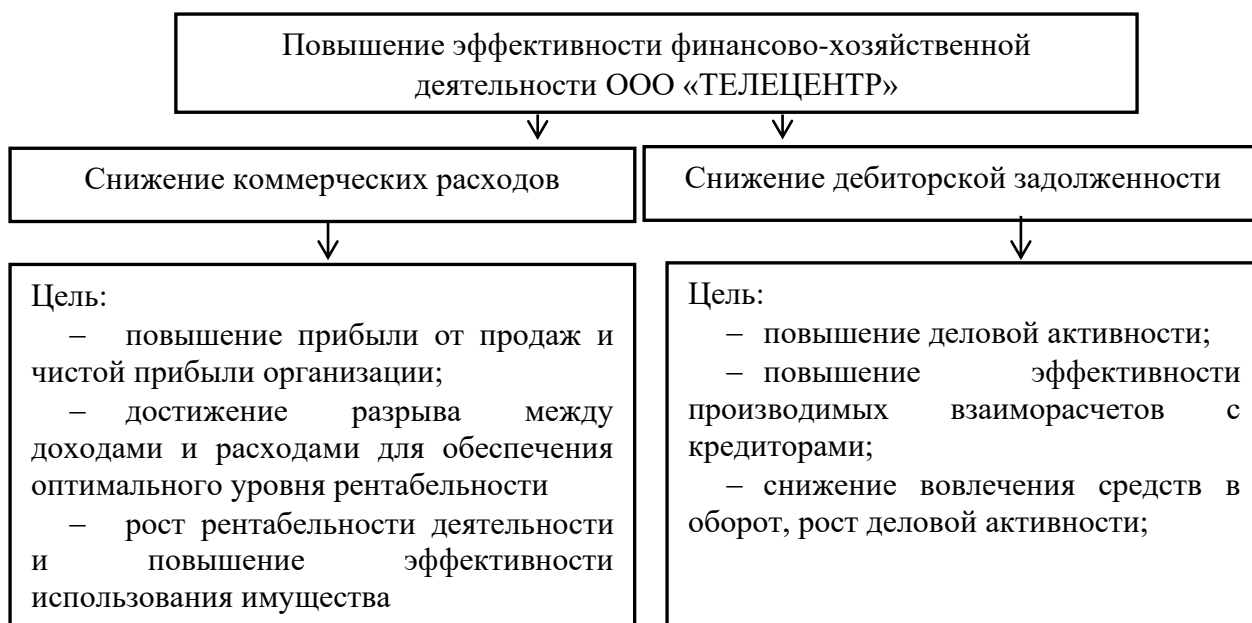 Повышение эффективности финансово-хозяйственной
деятельности ООО «ТЕЛЕЦЕНТР»
Снижение коммерческих расходов
Снижение дебиторской задолженности
Цель:
– повышение прибыли от продаж и
чистой прибыли организации;
– достижение разрыва между
доходами и расходами для обеспечения
оптимального уровня рентабельности
– рост рентабельности деятельности
и повышение эффективности
использования имущества
Цель:
– повышение деловой активности;
– повышение эффективности
производимых взаиморасчетов с
кредиторами;
– снижение вовлечения средств в
оборот, рост деловой активности;